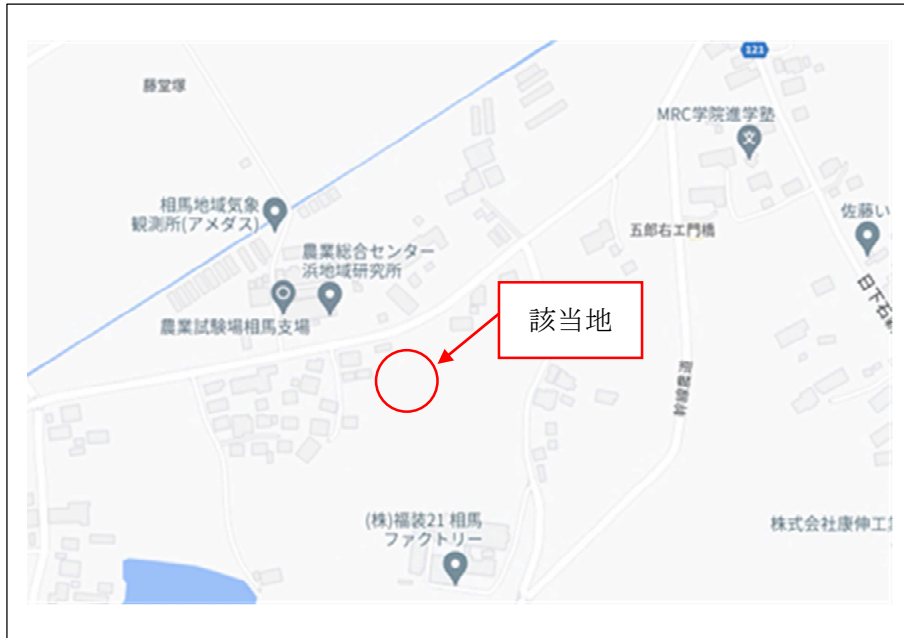 121
藤堂塚
MRC学院進学塾
文
相馬地域気象
観測所(アメダス)
佐藤い
五郎右エ門橋
農業総合センター
浜地域研究所
農業試験場相馬支場
該当地
日下石
(株)福装21 相馬
ファクトリー
株式会社康伸工業